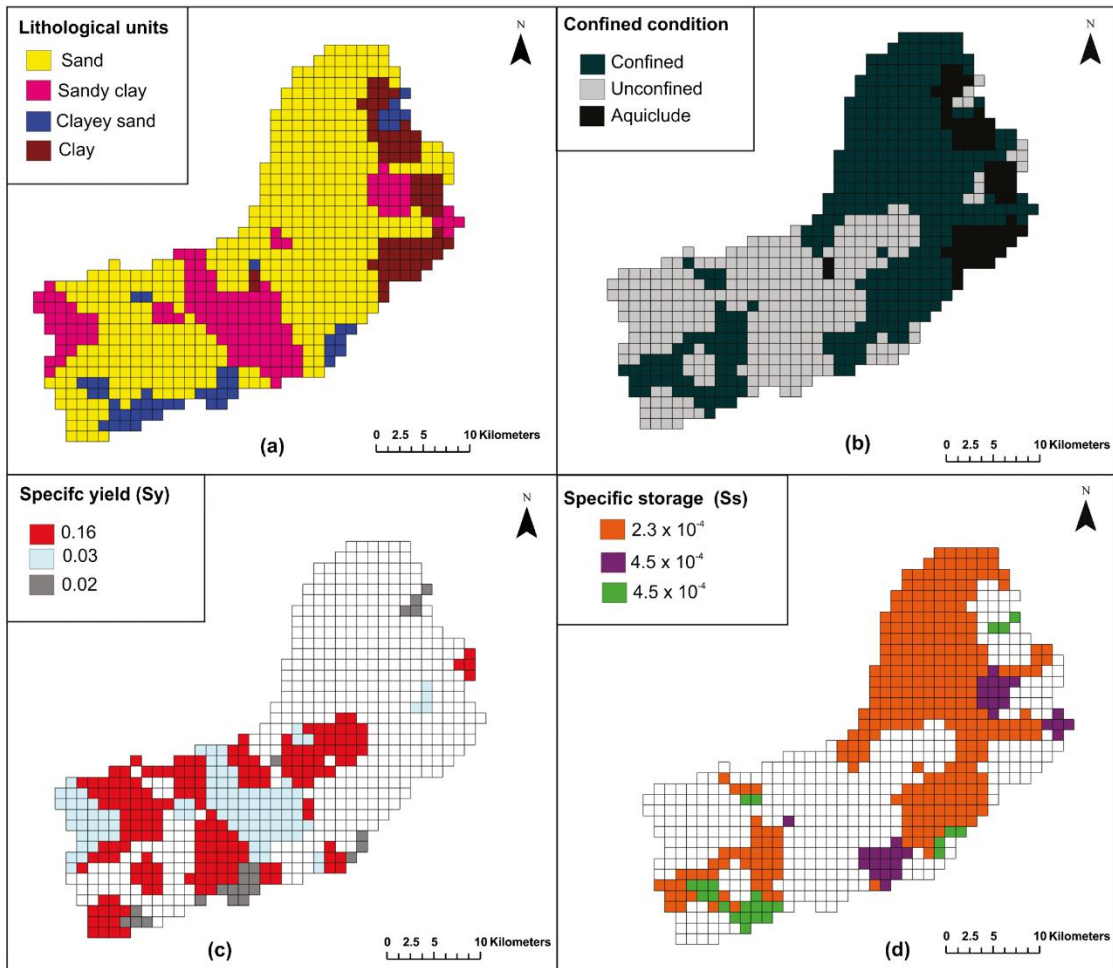 Lithological units
Sand
Sandy clay
Clayey sand
Clay
N
(a)
0 2.5 5 10 Kilometers
Confined condition
Confined
Unconfined
Aquiclude
N
(b)
0 2.5 5 10 Kilometers
Specifc yield (Sy)
0.16
0.03
0.02
N
(c)
0 2.5 5 10 Kilometers
Specific storage (Ss)
2.3 x 10⁻⁴
4.5 x 10⁻⁴
4.5 x 10⁻⁴
N
(d)
0 2.5 5 10 Kilometers